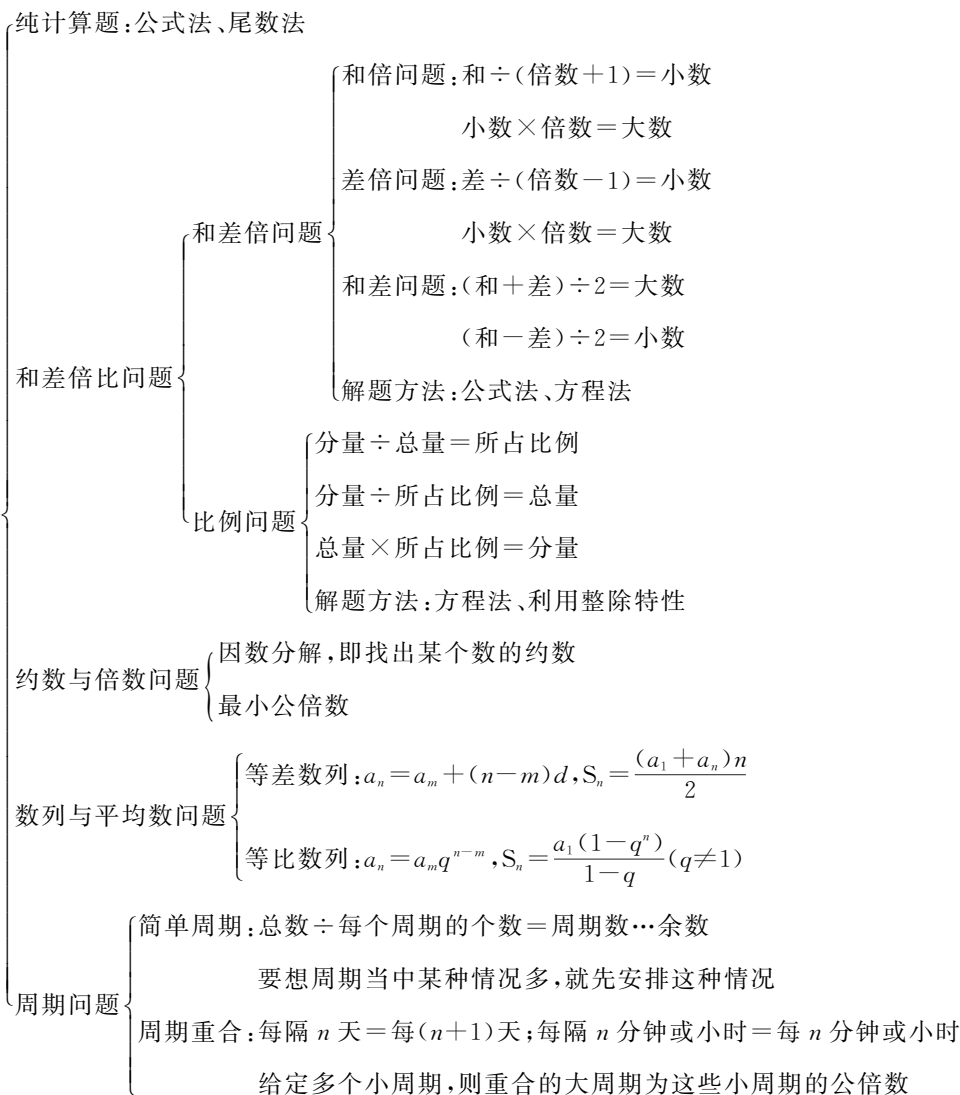 纯计算题:公式法、尾数法
和差倍比问题
和差倍问题
和倍问题:和÷(倍数+1)=小数
小数×倍数=大数
差倍问题:差÷(倍数-1)=小数
小数×倍数=大数
和差问题:(和+差)÷2=大数
(和-差)÷2=小数
解题方法:公式法、方程法
比例问题
分量÷总量=所占比例
分量÷所占比例=总量
总量×所占比例=分量
解题方法:方程法、利用整除特性
约数与倍数问题
因数分解,即找出某个数的约数
最小公倍数
数列与平均数问题
等差数列:aₙ=aₘ+(n-m)d,Sₙ=(a₁+aₙ)n/2
等比数列:aₙ=aₘqⁿ⁻ᵐ,Sₙ=a₁(1-qⁿ)/1-q(q≠1)
周期问题
简单周期:总数÷每个周期的个数=周期数…余数
要想周期当中某种情况多,就先安排这种情况
周期重合:每隔 n 天=每(n+1)天;每隔 n 分钟或小时=每 n 分钟或小时
给定多个小周期,则重合的大周期为这些小周期的公倍数